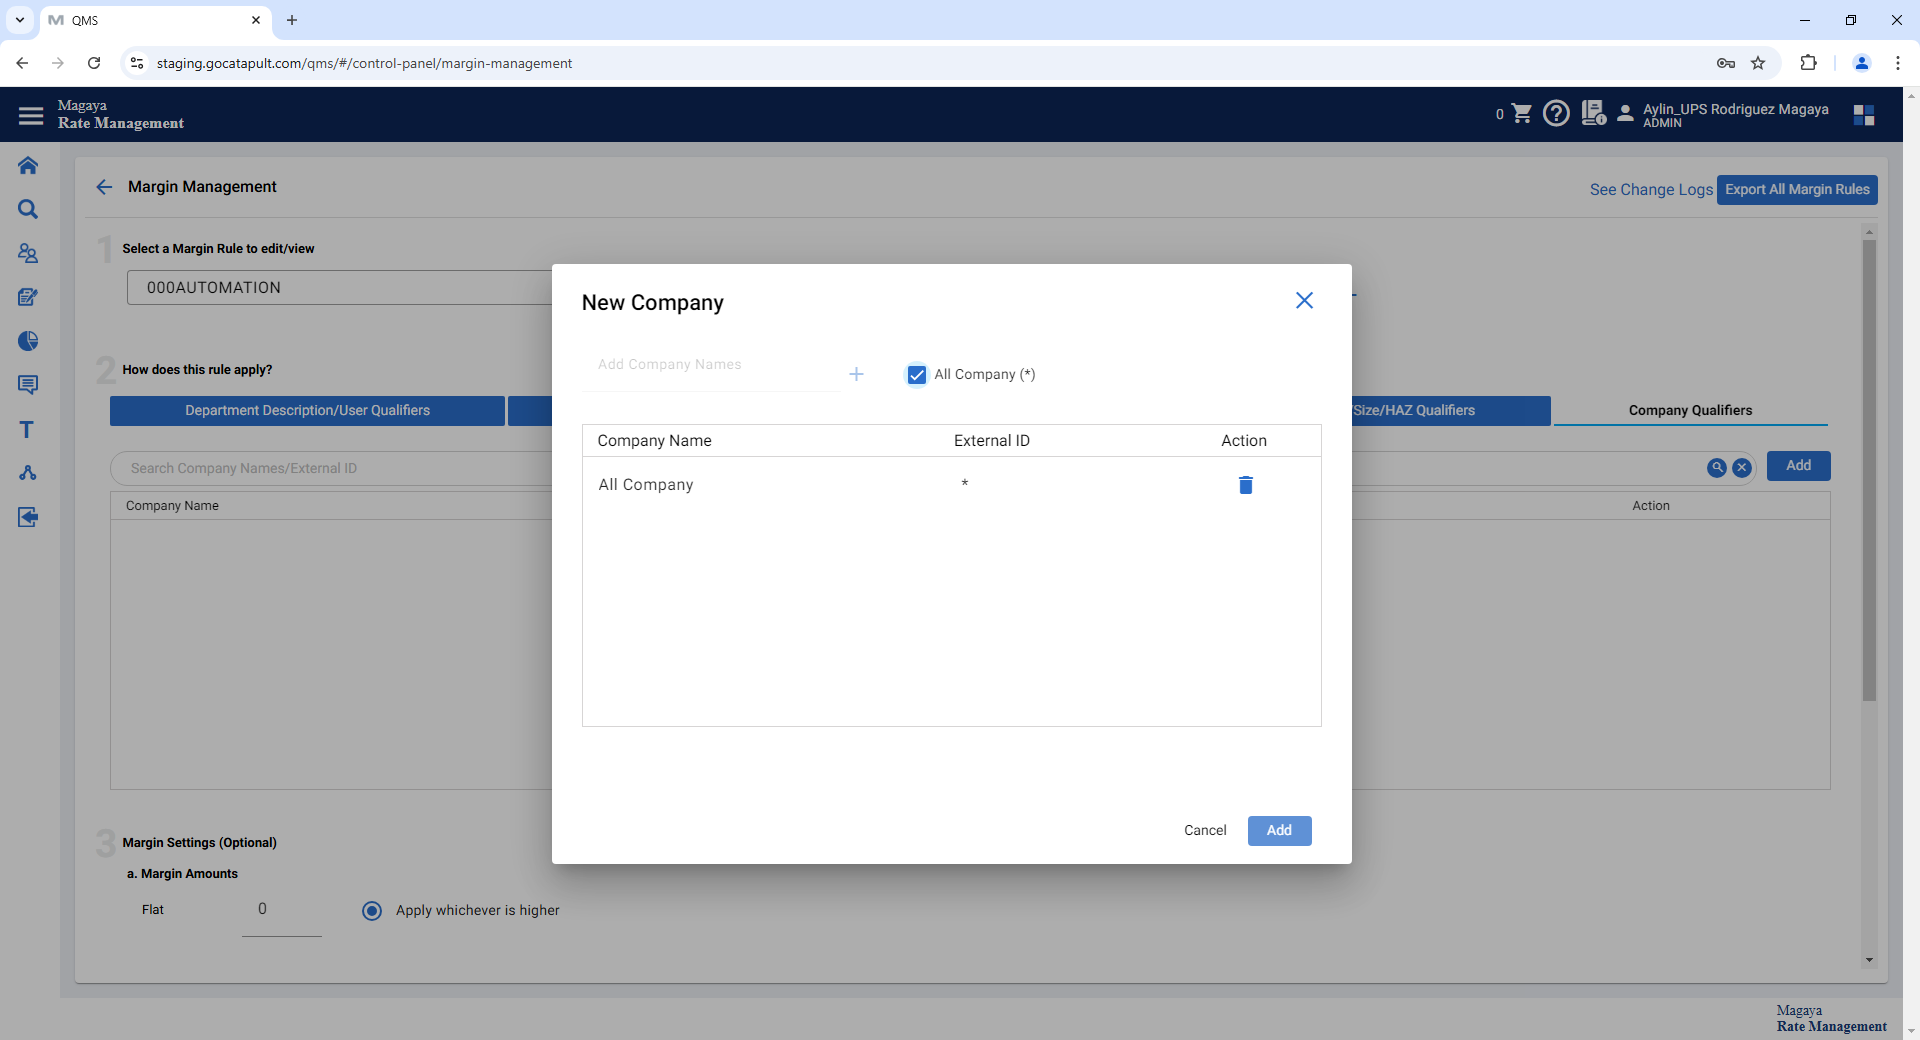 QMS
staging.gocatapult.com/qms/#/control-panel/margin-management
Magaya
Rate Management
0
Aylin_UPS Rodriguez Magaya
ADMIN
Margin Management
See Change Logs
Export All Margin Rules
1
Select a Margin Rule to edit/view
000AUTOMATION
2
How does this rule apply?
Department Description/User Qualifiers
/Size/HAZ Qualifiers
Company Qualifiers
Search Company Names/External ID
Add
Company Name
Action
New Company
Add Company Names
All Company (*)
Company Name
External ID
Action
All Company
*
Cancel
Add
3
Margin Settings (Optional)
a. Margin Amounts
Flat
0
Apply whichever is higher
Magaya
Rate Management